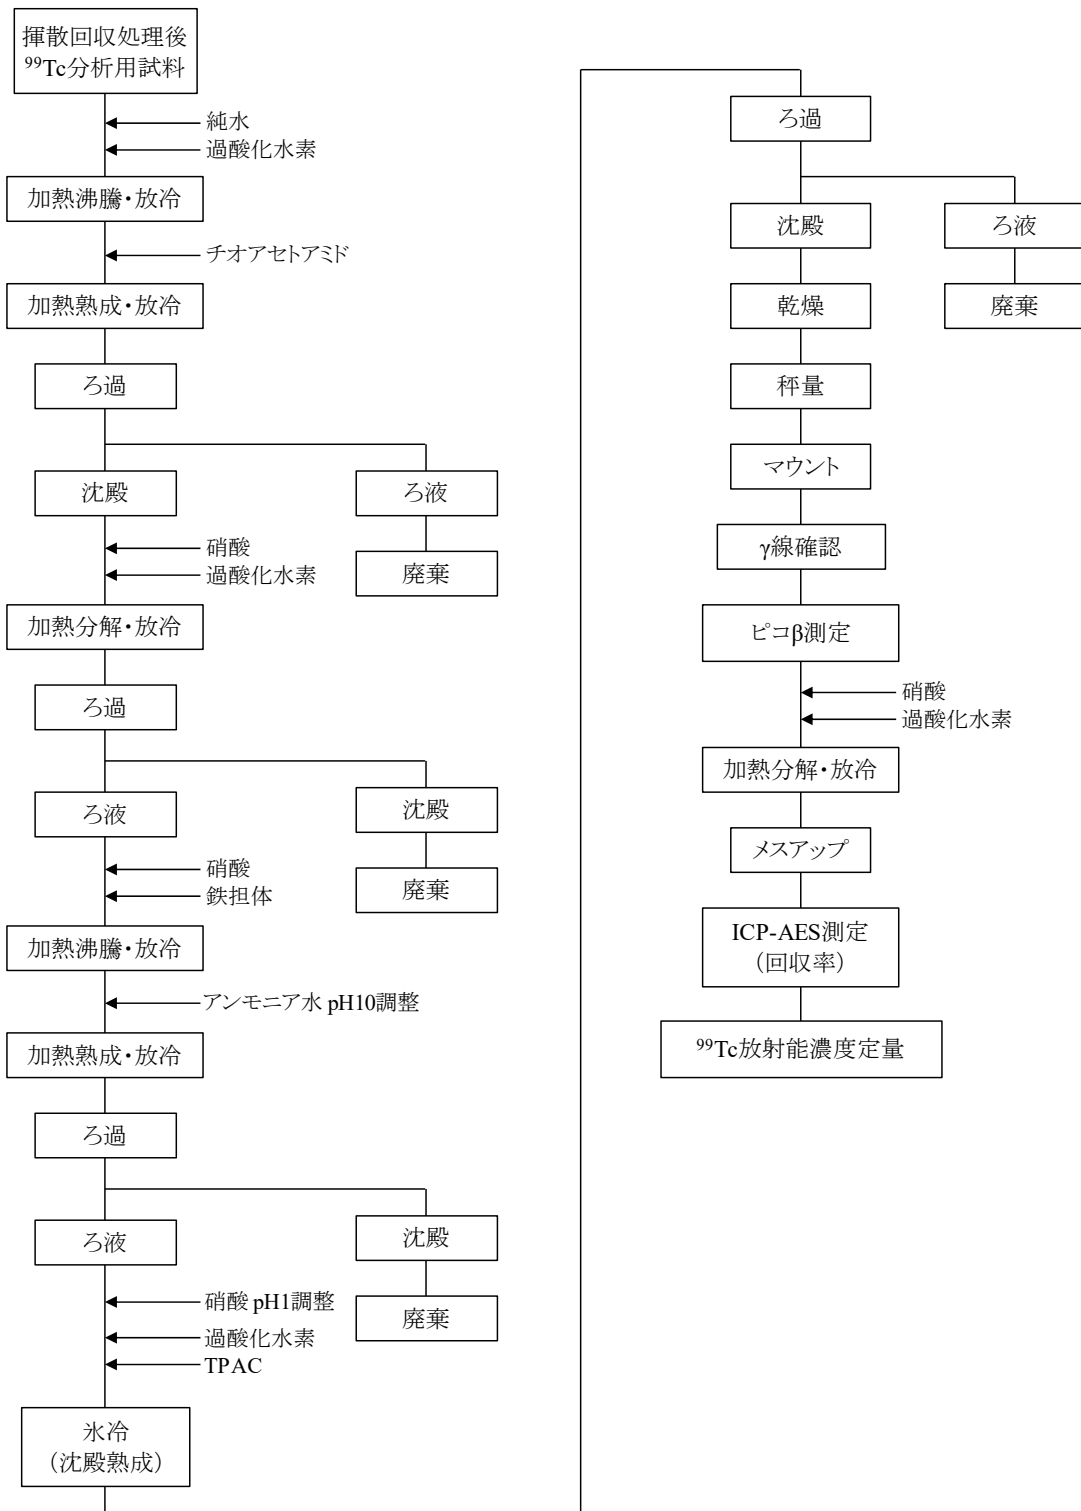 揮散回収処理後
⁹⁹Tc分析用試料
純水
過酸化水素
加熱沸騰・放冷
チオアセトアミド
加熱熟成・放冷
ろ過
沈殿
ろ液
廃棄
硝酸
過酸化水素
加熱分解・放冷
ろ過
ろ液
沈殿
廃棄
硝酸
鉄担体
加熱沸騰・放冷
アンモニア水 pH10調整
加熱熟成・放冷
ろ過
ろ液
沈殿
廃棄
硝酸 pH1調整
過酸化水素
TPAC
氷冷
（沈殿熟成）
ろ過
沈殿
ろ液
廃棄
乾燥
秤量
マウント
γ線確認
ピコβ測定
硝酸
過酸化水素
加熱分解・放冷
メスアップ
ICP-AES測定
（回収率）
⁹⁹Tc放射能濃度定量